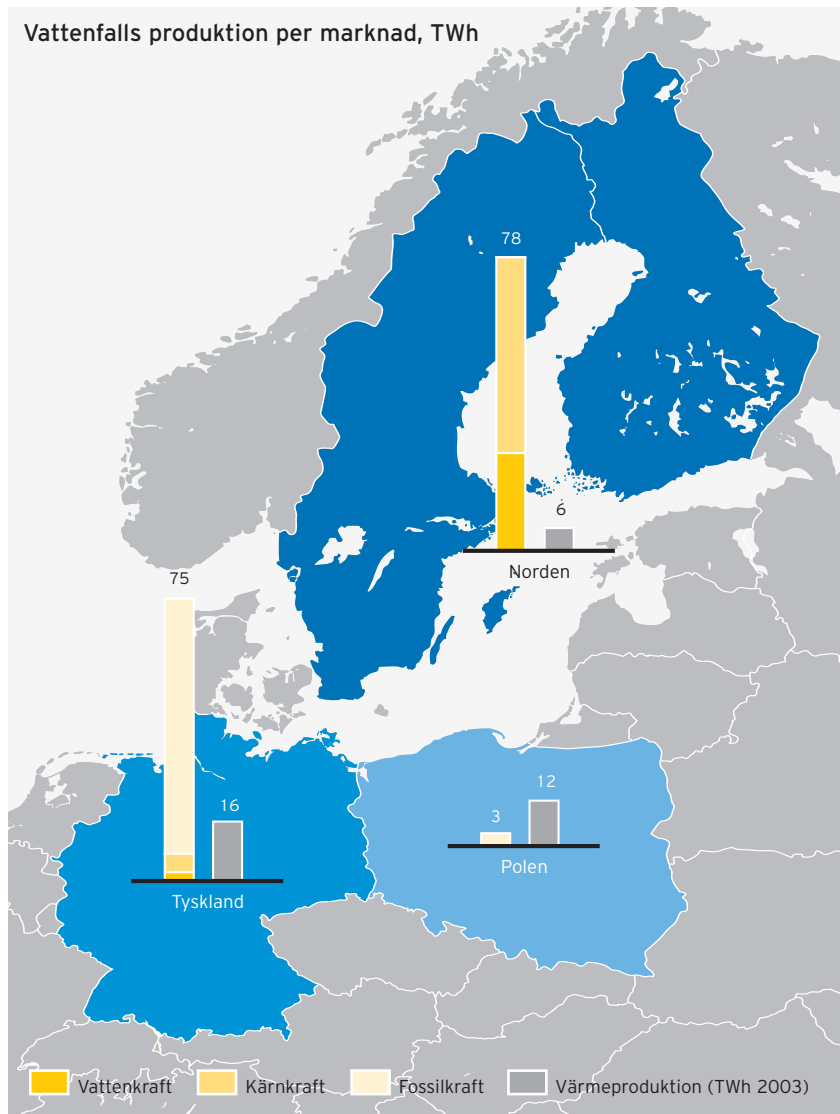 Vattenfalls produktion per marknad, TWh
78
6
Norden
75
16
Tyskland
12
3
Polen
Vattenkraft Kärnkraft Fossilkraft Värmeproduktion (TWh 2003)